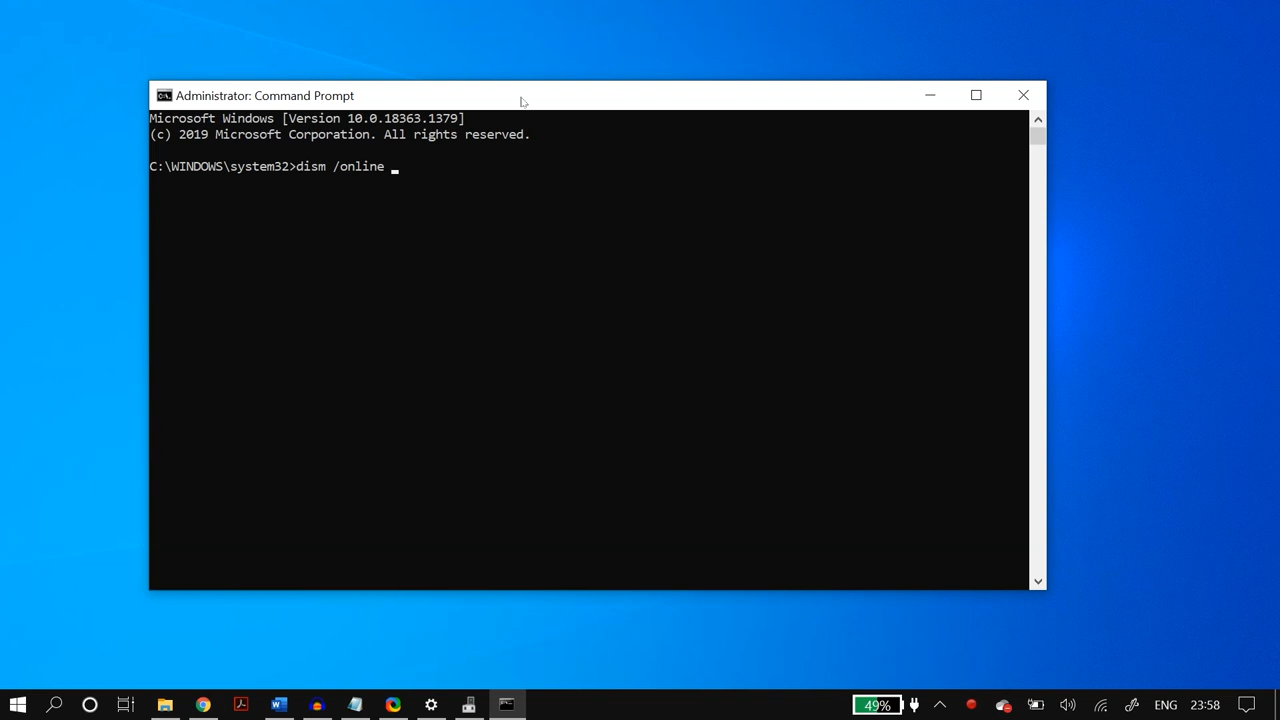 Administrator: Command Prompt
Microsoft Windows [Version 10.0.18363.1379]
(c) 2019 Microsoft Corporation. All rights reserved.
C:\WINDOWS\system32>dism /online
49%
ENG
23:58